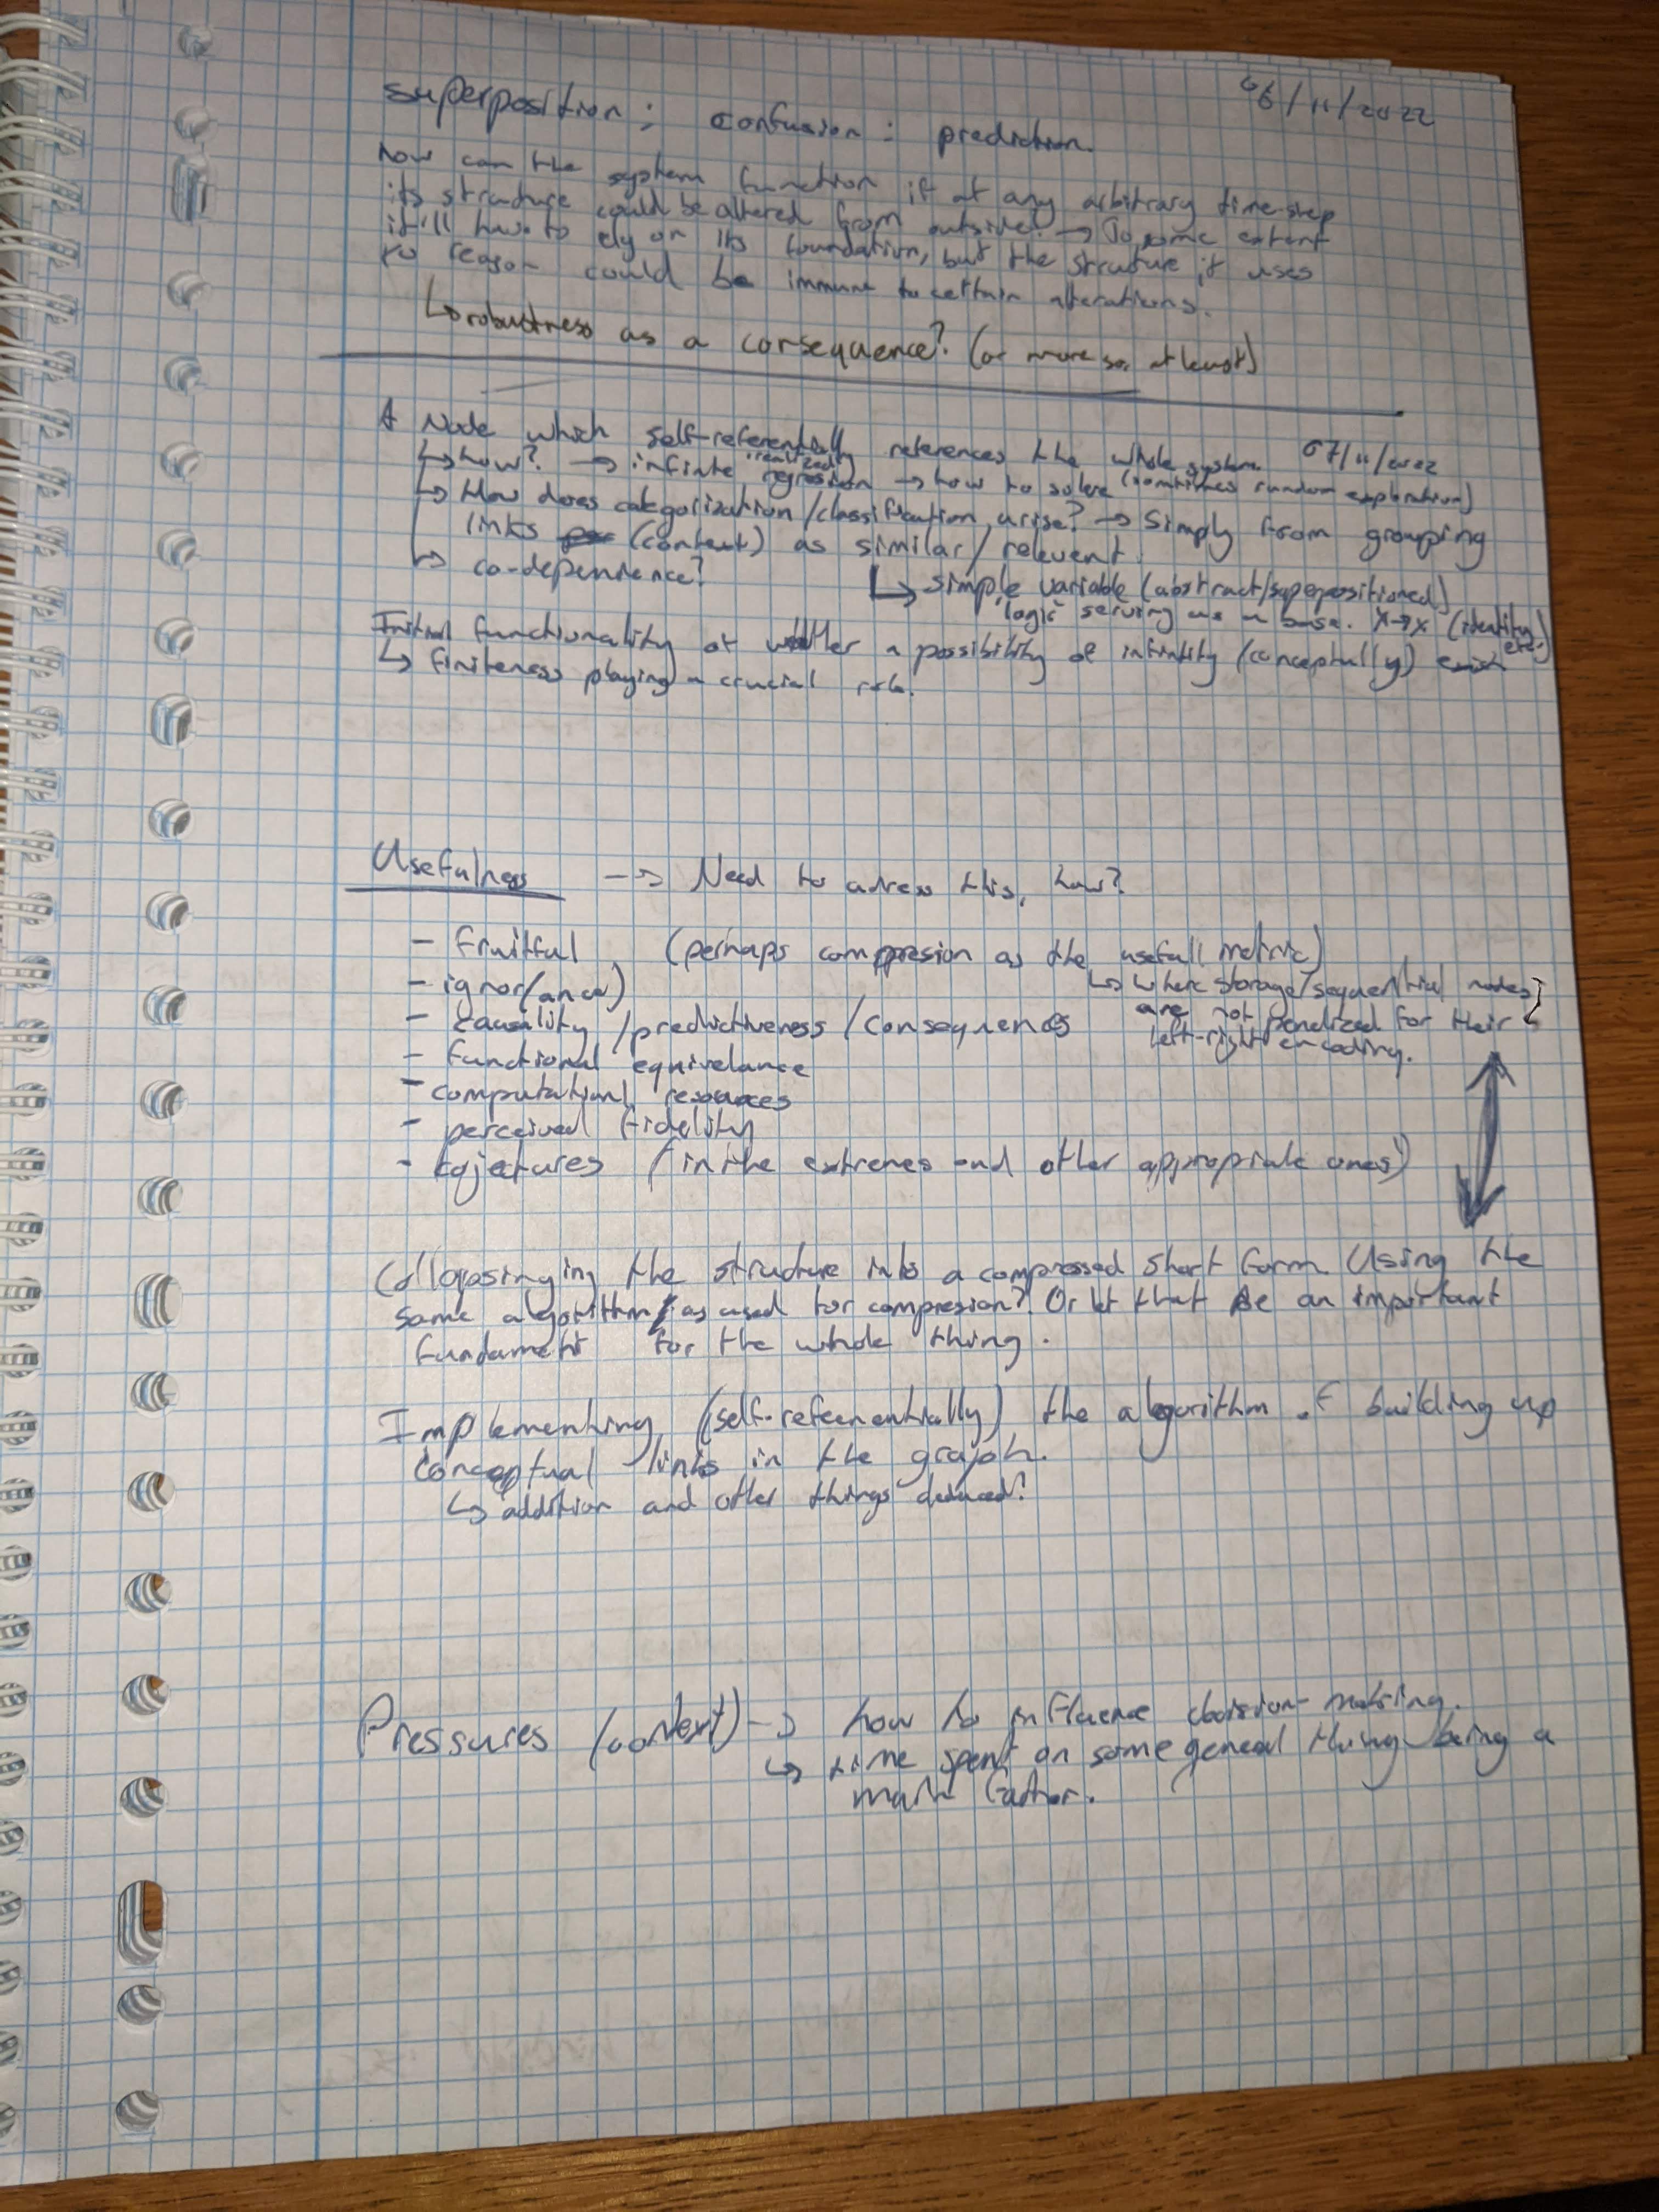 06/11/2022
superposition ; confusion : prediction.
how can the system function if at any arbitrary time-step
its structure could be altered from outside? → To some extent
it'll have to rely on its foundation, but the structure it uses
to reason could be immune to certain alterations.
↳ robustness as a consequence? (or more so, at least)
07/11/2022
A Node which self-referentially references the whole system
↳ how? → infinite regression → how to solve (sometimes random exploration)
↳ How does categorization/classification arise? → Simply from grouping
links (context) as similar/relevent.
↳ co-dependence?
↳ simple variable (abstract/superpositioned)
logic serving as a base. X→X (identity etc.)
Initial functionality of whether a possibility of infinity (conceptually)
↳ finiteness playing a crucial role.
Usefulness --> Need to adress this, how?
- fruitful (perhaps compresion as the usefull metric)
↳ where storage/sequential nodes
are not penalized for their
left-right encoding.
- ignor(ance)
- causality /predictiveness /consequences
- functional equivelance
- computational resources
- perceived fidelity
- cojectures (in the extremes and other appropriate ones)
Collapasinging the structure into a compressed short form. Using the
same algorithm as used for compresion? Or let that be an important
fundament for the whole thing.
Implementing (self-refeerentially) the algorithm of building up
conceptual links in the graph.
↳ addition and other things deduced?
Pressures (context) --> how to influence decision-making.
↳ time spent on some general thing being a
main factor.